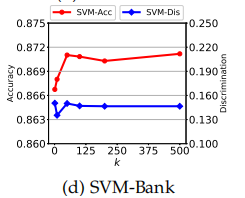 SVM-Acc SVM-Dis
0.875 0.250
0.872 0.220
0.869 0.190
0.866 0.160
0.863 0.130
0.860 0.100
Accuracy
Discrimination
0 125 250 375 500
k
(d) SVM-Bank